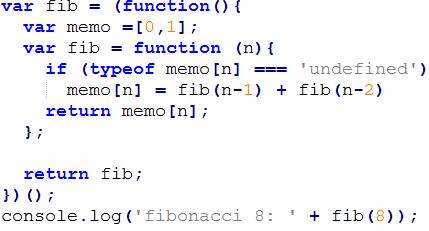 var fib = (function(){
  var memo =[0,1];
  var fib = function (n){
    if (typeof memo[n] === 'undefined')
      memo[n] = fib(n-1) + fib(n-2)
    return memo[n];
  };

  return fib;
})();
console.log('fibonacci 8: ' + fib(8));